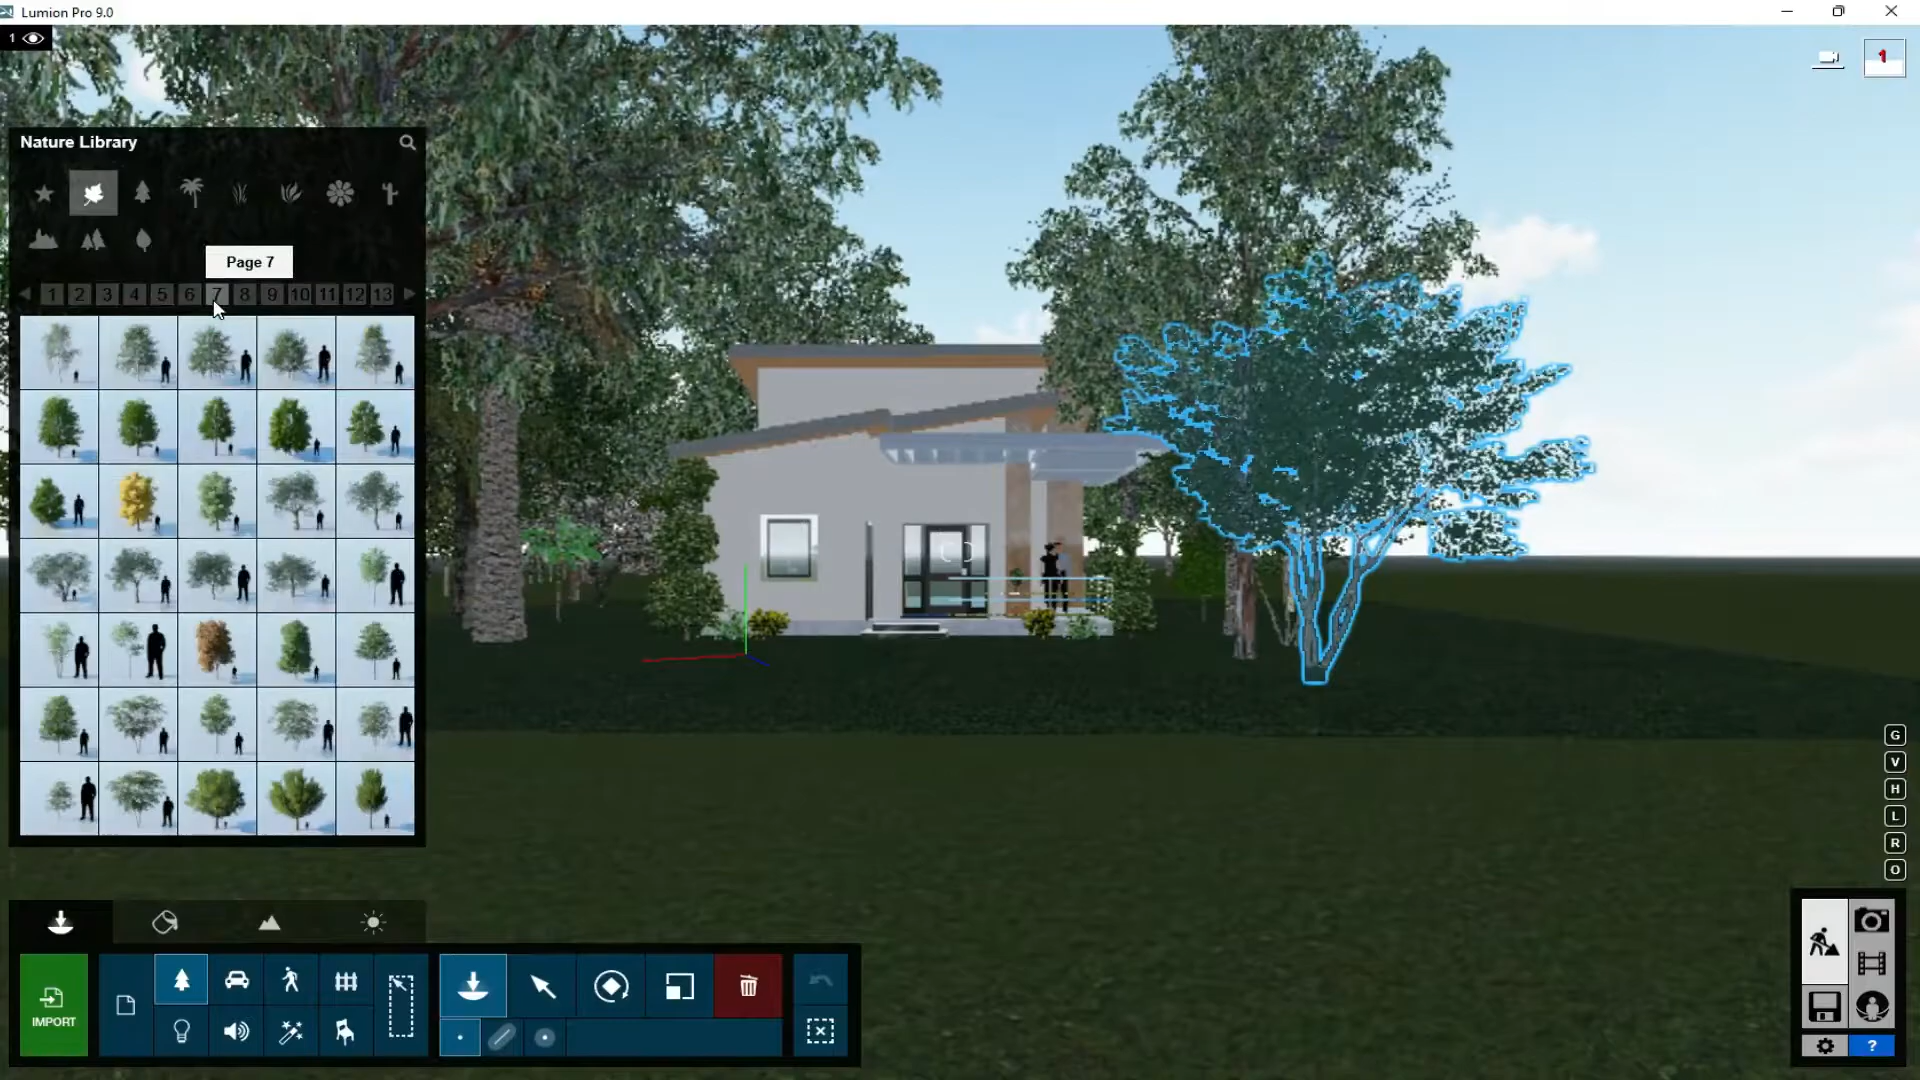 Lumion Pro 9.0
1
1
Nature Library
Page 7
1 2 3 4 5 6 7 8 9 10 11 12 13
G
V
H
L
R
O
IMPORT
?